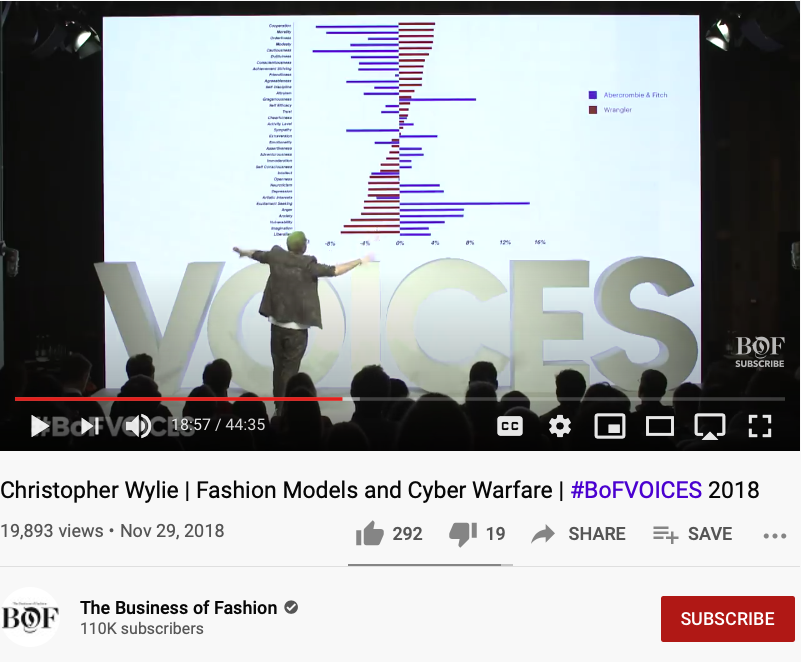 Cooperation
Morality
Orderliness
Modesty
Cautiousness
Dutifulness
Conscientiousness
Achievement Striving
Friendliness
Agreeableness
Self Discipline
Altruism
Gregariousness
Self Efficacy
Trust
Cheerfulness
Activity Level
Sympathy
Extraversion
Emotionality
Assertiveness
Adventurousness
Immoderation
Self Consciousness
Intellect
Openness
Neuroticism
Depression
Artistic Interests
Excitement Seeking
Anger
Anxiety
Vulnerability
Imagination
Liberalism
-8% -4% 0% 4% 8% 12% 16%
Abercrombie & Fitch
Wrangler
VOICES
BOF
SUBSCRIBE
#BoFVOICES
18:57 / 44:35
CC
Christopher Wylie | Fashion Models and Cyber Warfare | #BoFVOICES 2018
19,893 views • Nov 29, 2018
292
19
SHARE
SAVE
BOF
The Business of Fashion
110K subscribers
SUBSCRIBE